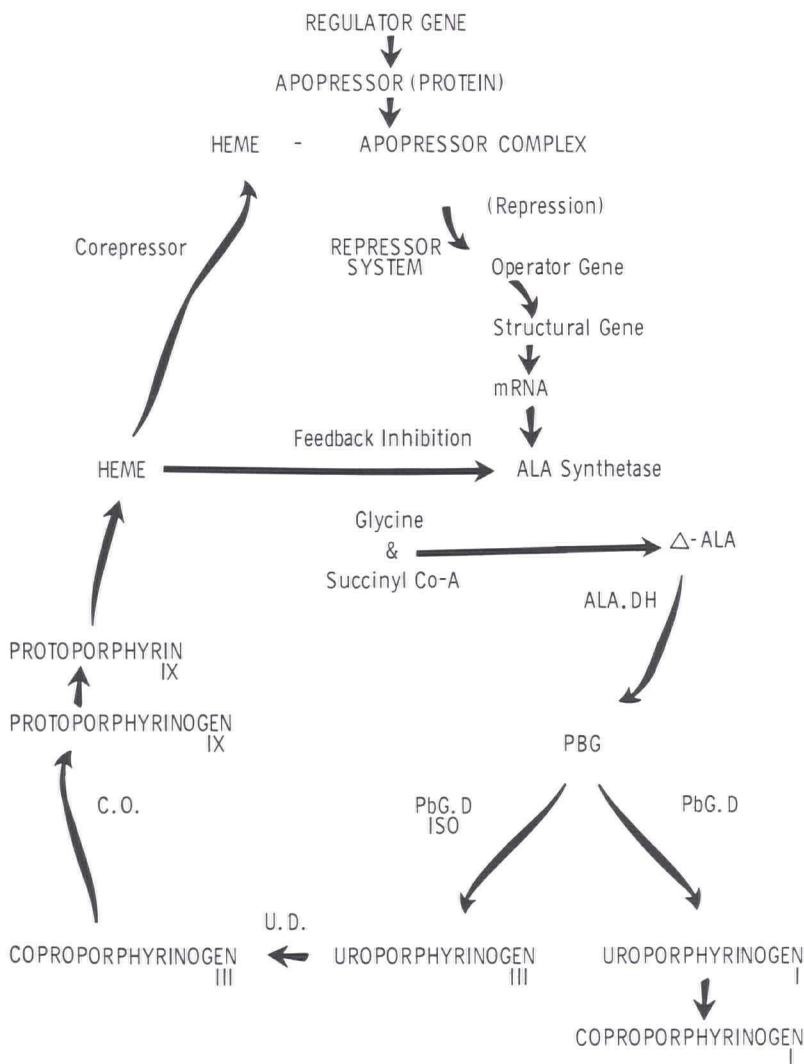 REGULATOR GENE
APOPRESSOR (PROTEIN)
HEME - APOPRESSOR COMPLEX
(Repression)
Corepressor
REPRESSOR
SYSTEM
Operator Gene
Structural Gene
mRNA
Feedback Inhibition
HEME
ALA Synthetase
Glycine
&
Succinyl Co-A
△-ALA
ALA.DH
PROTOPORPHYRIN
IX
PROTOPORPHYRINOGEN
IX
PBG
C.O.
PbG.D
ISO
PbG.D
U.D.
COPROPORPHYRINOGEN
III
UROPORPHYRINOGEN
III
UROPORPHYRINOGEN
I
COPROPORPHYRINOGEN
I